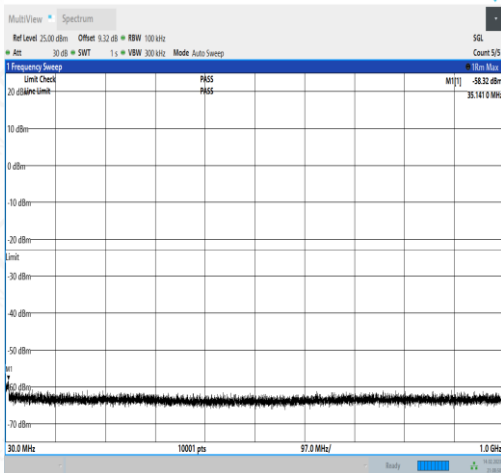 MultiView Spectrum
Ref Level 25.00 dBm Offset 9.32 dB RBW 100 kHz SGL
Att 30 dB SWT 1 s VBW 300 kHz Mode Auto Sweep Count 5/5
1 Frequency Sweep 1Rm Max
Limit Check PASS M1[1] -58.32 dBm
20 dBm Line Limit PASS 35.141 0 MHz
10 dBm
0 dBm
-10 dBm
-20 dBm
Limit
-30 dBm
-40 dBm
-50 dBm
M1
-60 dBm
-70 dBm
30.0 MHz 10001 pts 97.0 MHz/ 1.0 GHz
Ready